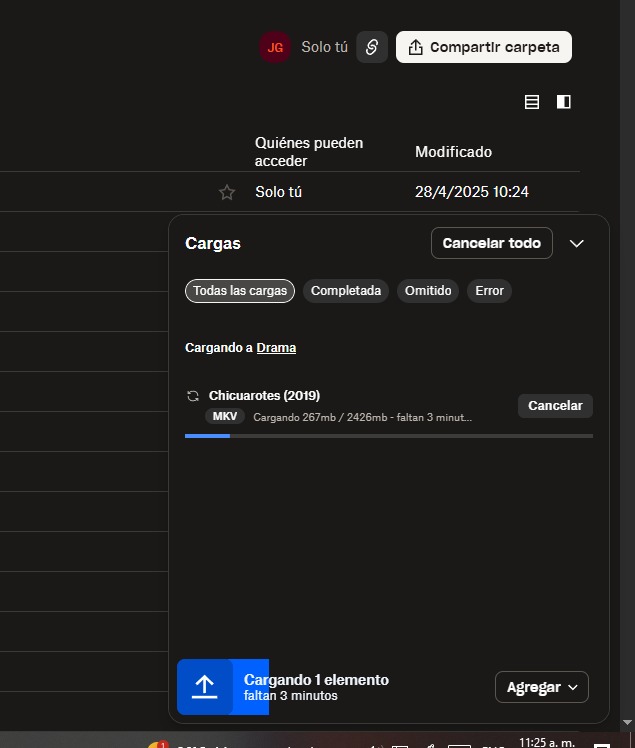 JG
Solo tú
Compartir carpeta
Quiénes pueden
acceder
Modificado
Solo tú
28/4/2025 10:24
Cargas
Cancelar todo
Todas las cargas
Completada
Omitido
Error
Cargando a Drama
Chicuarotes (2019)
MKV
Cargando 267mb / 2426mb - faltan 3 minut...
Cancelar
Cargando 1 elemento
faltan 3 minutos
Agregar
1
11:25 a. m.